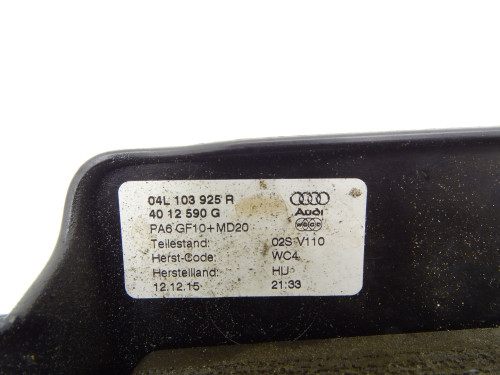 04L 103 925 R
40 12 590 G
Audi
PA6 GF10+MD20
woco
Teilestand: 02S V110
Herst-Code: WC4
Herstelland: HU
12.12.15 21:33